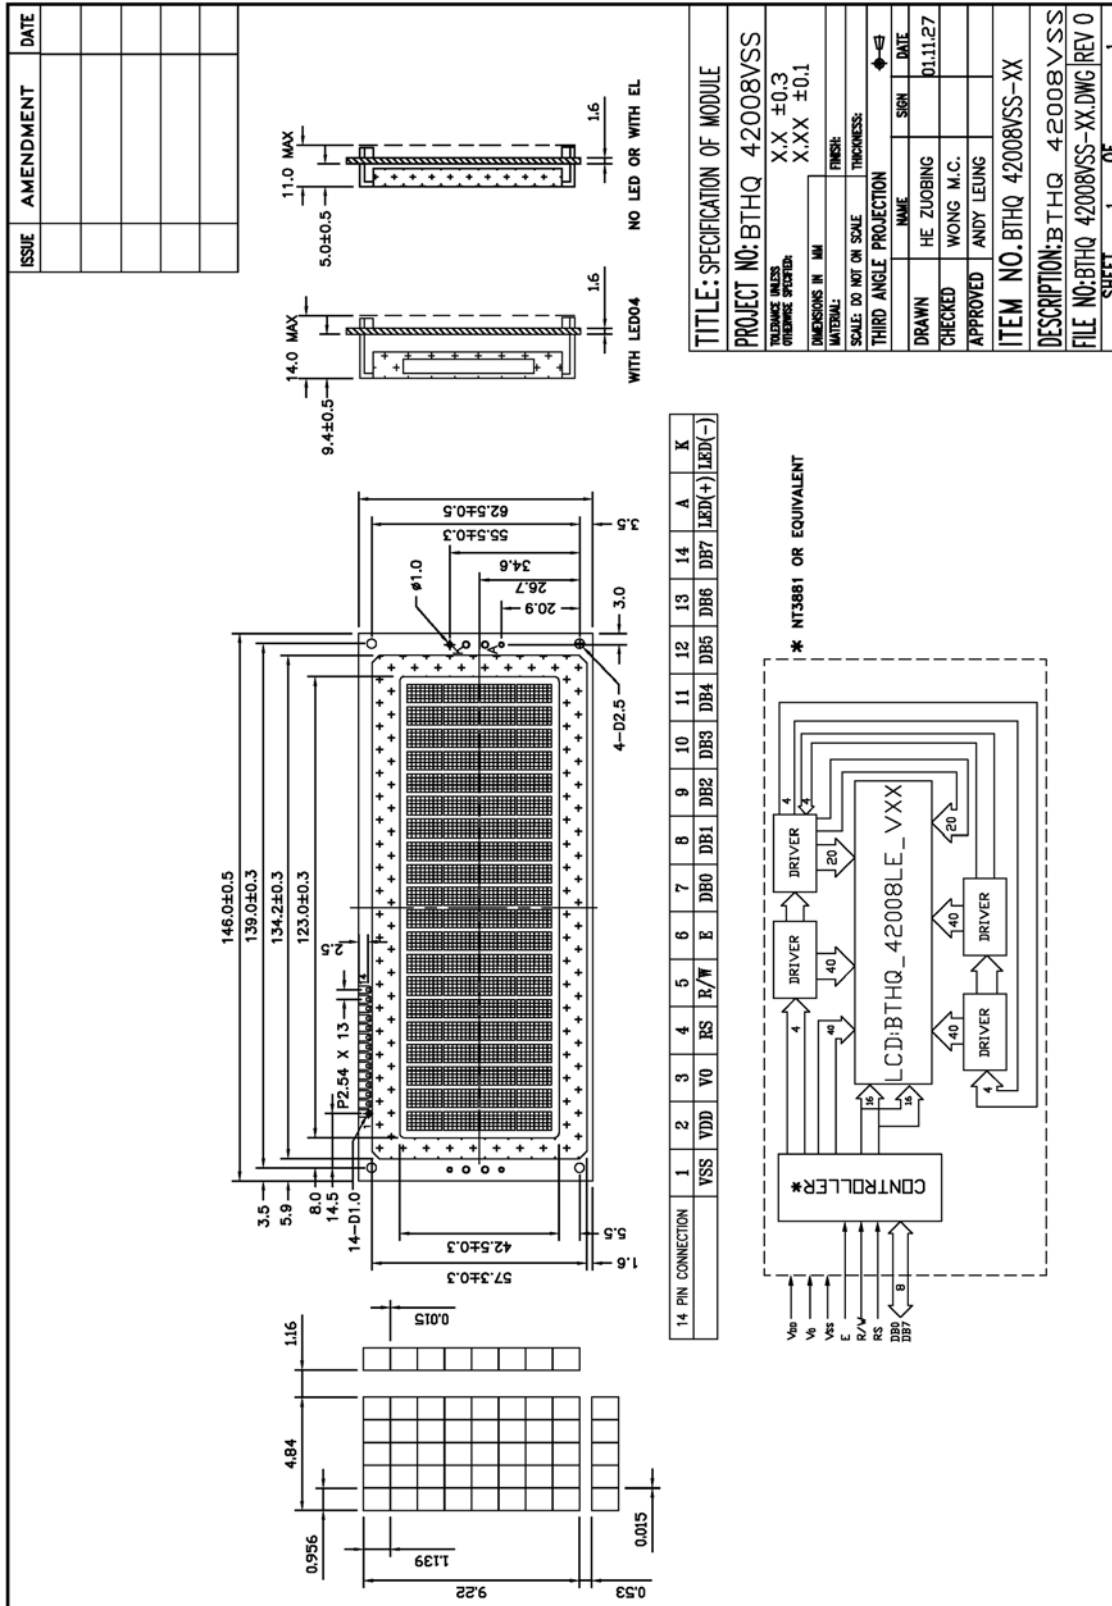 ISSUE AMENDMENT DATE
14.0 MAX
9.4±0.5
1.6
WITH LED04
11.0 MAX
5.0±0.5
1.6
NO LED OR WITH EL
146.0±0.5
139.0±0.3
134.2±0.3
123.0±0.3
3.5
5.9
8.0
14.5
14-D1.0
P2.54 X 13
2.5
1
14
ø1.0
K
A
20.9
26.7
34.6
55.5±0.3
62.5±0.5
3.5
3.0
4-D2.5
42.5±0.3
57.3±0.3
5.5
1.6
0.956
4.84
1.16
0.015
1.139
9.22
0.53
0.015
14 PIN CONNECTION 1 2 3 4 5 6 7 8 9 10 11 12 13 14 A K
VSS VDD V0 RS R/W E DB0 DB1 DB2 DB3 DB4 DB5 DB6 DB7 LED(+) LED(-)
* NT3881 OR EQUIVALENT
VDD
V0
VSS
E
R/W
RS
DB0
DB7
8
CONTROLLER*
4
40
16
16
DRIVER
40
DRIVER
20
4
4
LCD:BTHQ_42008LE_VXX
40
40
20
4
DRIVER
DRIVER
TITLE: SPECIFICATION OF MODULE
PROJECT NO: BTHQ 42008VSS
TOLERANCE UNLESS
OTHERWISE SPECIFIED:
X.X ±0.3
X.XX ±0.1
DIMENSIONS IN MM
MATERIAL: FINISH:
SCALE: DO NOT ON SCALE THICKNESS:
THIRD ANGLE PROJECTION
NAME SIGN DATE
DRAWN HE ZUOBING 01.11.27
CHECKED WONG M.C.
APPROVED ANDY LEUNG
ITEM NO. BTHQ 42008VSS-XX
DESCRIPTION: BTHQ 42008VSS
FILE NO: BTHQ 42008VSS-XX.DWG REV 0
SHEET 1 OF 1